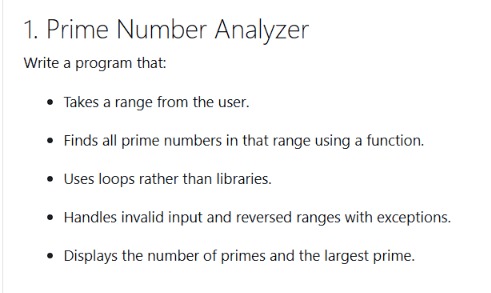 1. Prime Number Analyzer
Write a program that:
• Takes a range from the user.
• Finds all prime numbers in that range using a function.
• Uses loops rather than libraries.
• Handles invalid input and reversed ranges with exceptions.
• Displays the number of primes and the largest prime.